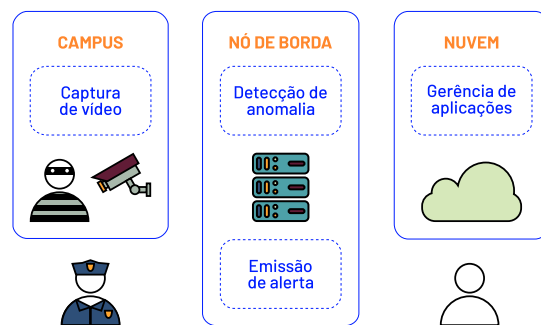 CAMPUS
Captura
de vídeo
NÓ DE BORDA
Detecção de
anomalia
Emissão
de alerta
NUVEM
Gerência de
aplicações